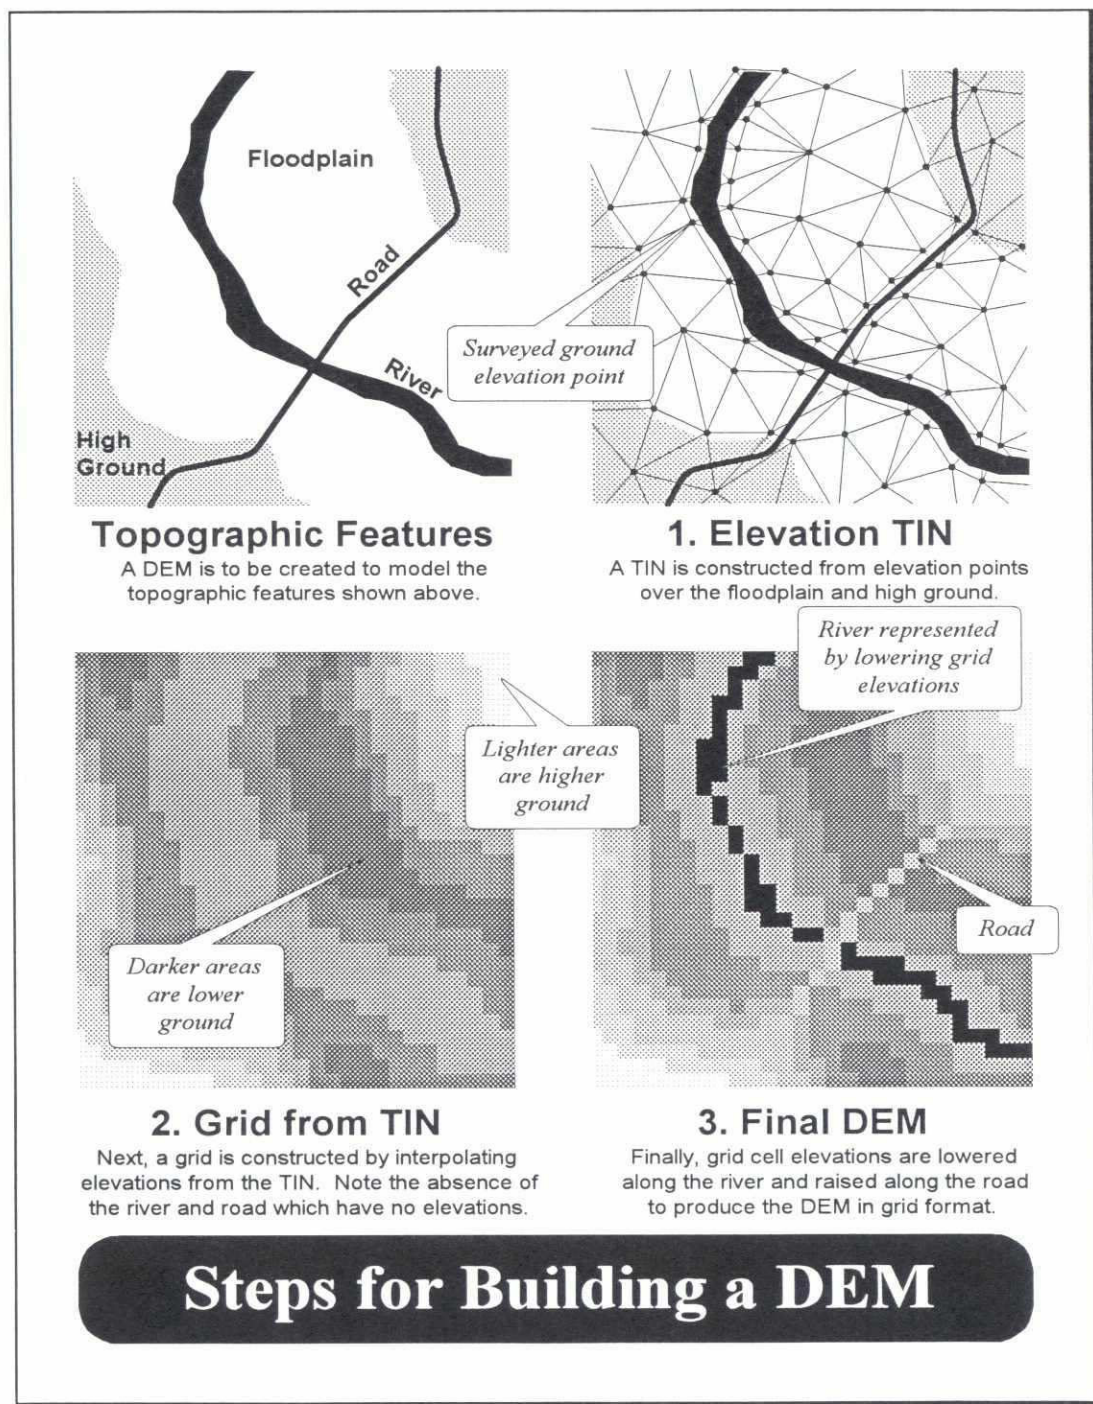 Floodplain
Road
River
High
Ground
Topographic Features
A DEM is to be created to model the
topographic features shown above.
Surveyed ground
elevation point
1. Elevation TIN
A TIN is constructed from elevation points
over the floodplain and high ground.
Lighter areas
are higher
ground
Darker areas
are lower
ground
2. Grid from TIN
Next, a grid is constructed by interpolating
elevations from the TIN. Note the absence of
the river and road which have no elevations.
River represented
by lowering grid
elevations
Road
3. Final DEM
Finally, grid cell elevations are lowered
along the river and raised along the road
to produce the DEM in grid format.
Steps for Building a DEM